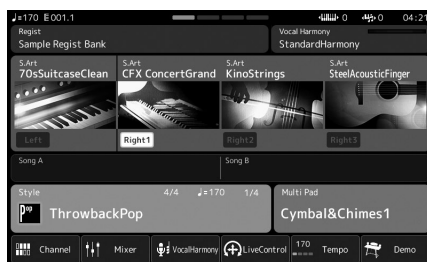 ♩=170 E001.1 0 0 04:21
Regist
Sample Regist Bank
Vocal Harmony
StandardHarmony
S.Art
70sSuitcaseClean
Left
S.Art
CFX ConcertGrand
Right1
S.Art
KinoStrings
Right2
S.Art
SteelAcousticFinger
Right3
Song A
Song B
Style 4/4 ♩=170 1/4
Pop
ThrowbackPop
Multi Pad
Cymbal&Chimes1
Channel
Mixer
VocalHarmony
LiveControl
170
Tempo
Demo